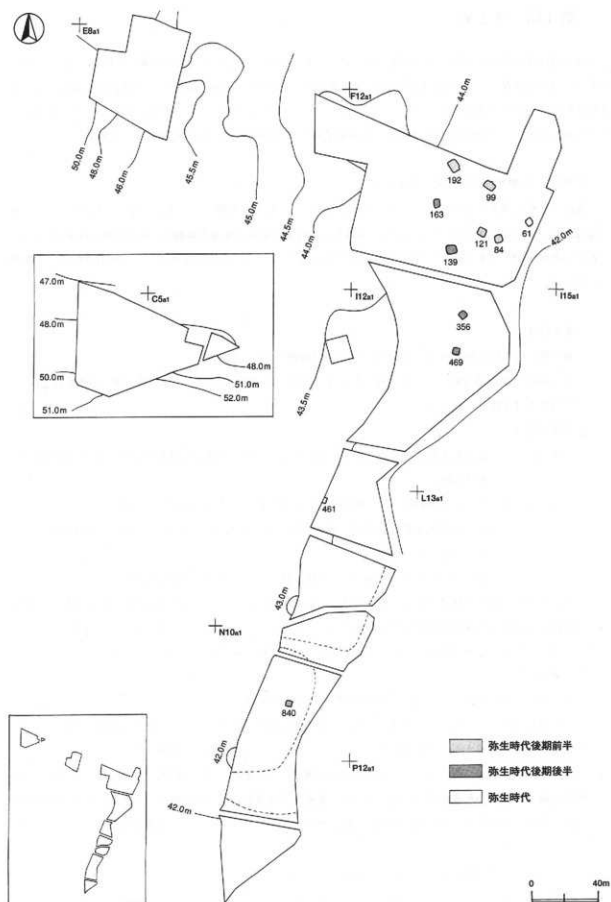 E8a1
F12a1
44.0m
50.0m
48.0m
46.0m
45.5m
45.0m
44.5m
44.0m
192
99
163
61
121
84
139
42.0m
47.0m
C5a1
48.0m
48.0m
50.0m
51.0m
52.0m
51.0m
I12a1
I15a1
356
469
43.5m
L13a1
461
43.0m
N10a1
840
42.0m
P12a1
42.0m
弥生時代後期前半
弥生時代後期後半
弥生時代
0 40m